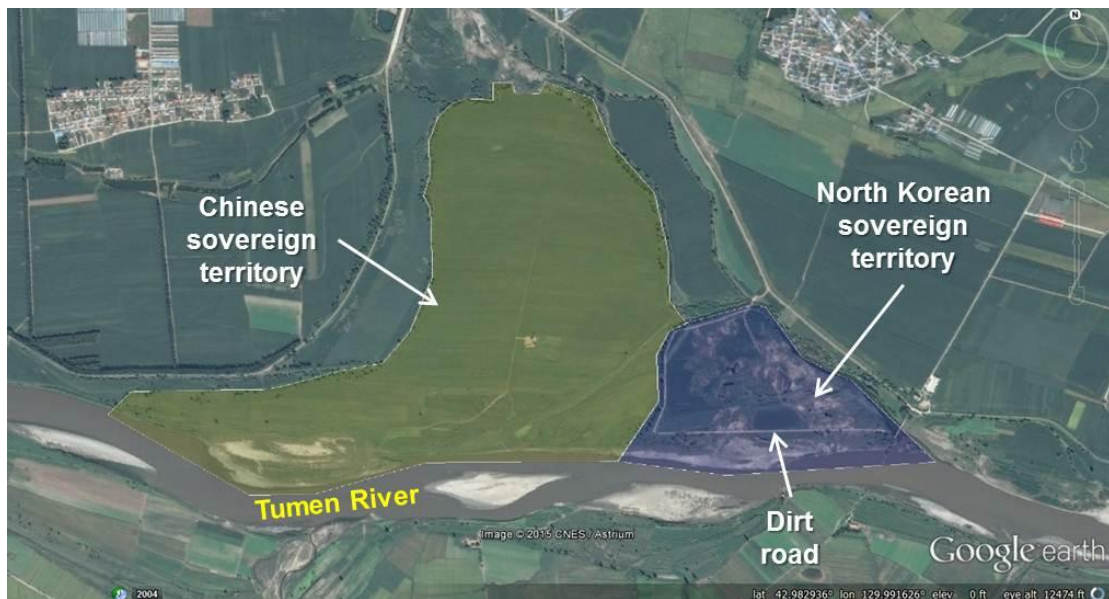 N
Chinese
sovereign
territory
North Korean
sovereign
territory
Tumen River
Dirt
road
Image © 2015 CNES / Astrium
Google earth
2004
lat 42.982936° lon 129.991626° elev 0 ft eye alt 12474 ft